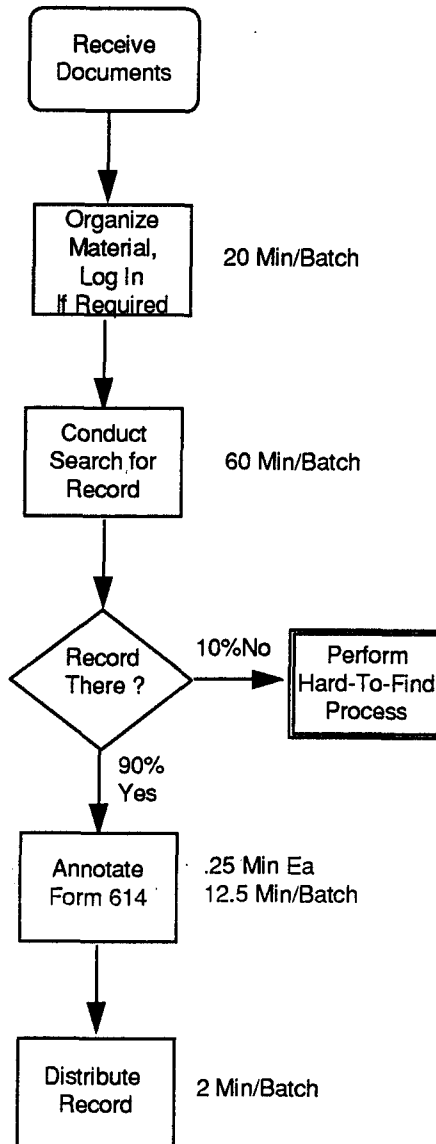 Receive
Documents
Organize
Material,
Log In
If Required
20 Min/Batch
Conduct
Search for
Record
60 Min/Batch
Record
There ?
10%No
Perform
Hard-To-Find
Process
90%
Yes
Annotate
Form 614
.25 Min Ea
12.5 Min/Batch
Distribute
Record
2 Min/Batch